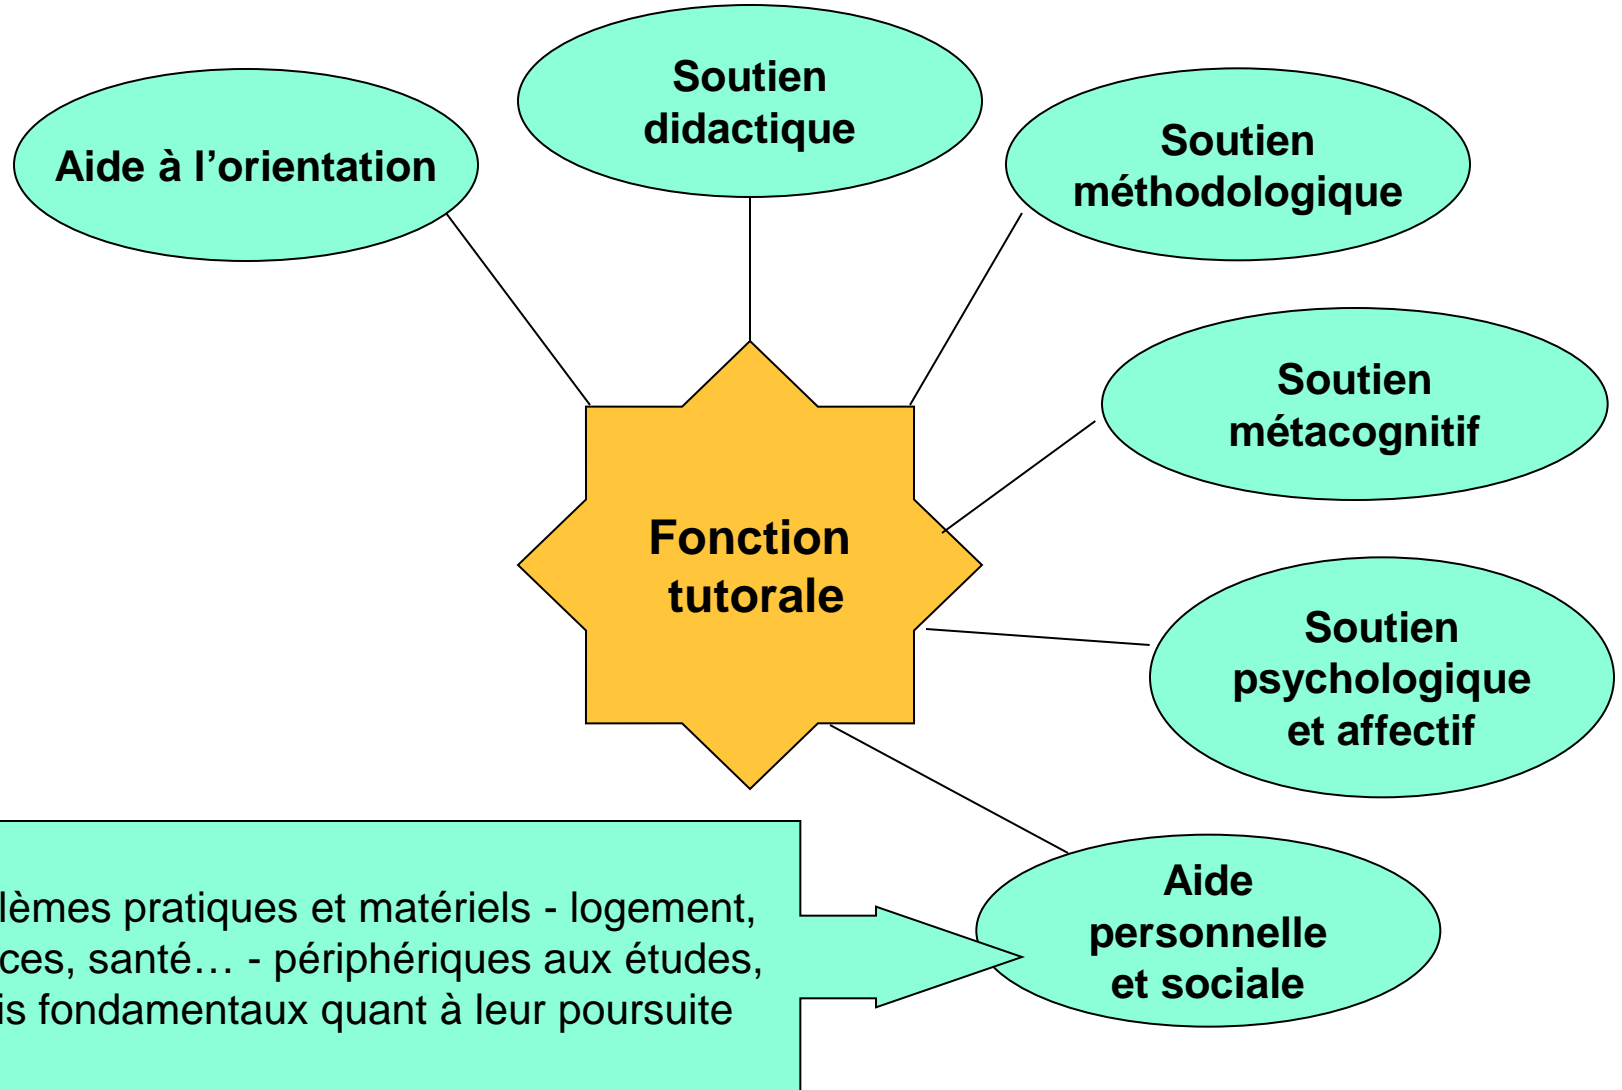 Soutien
didactique
Aide à l’orientation
Soutien
méthodologique
Soutien
métacognitif
Fonction
tutorale
Soutien
psychologique
et affectif
Aide
personnelle
et sociale
lèmes pratiques et matériels - logement,
ces, santé… - périphériques aux études,
is fondamentaux quant à leur poursuite